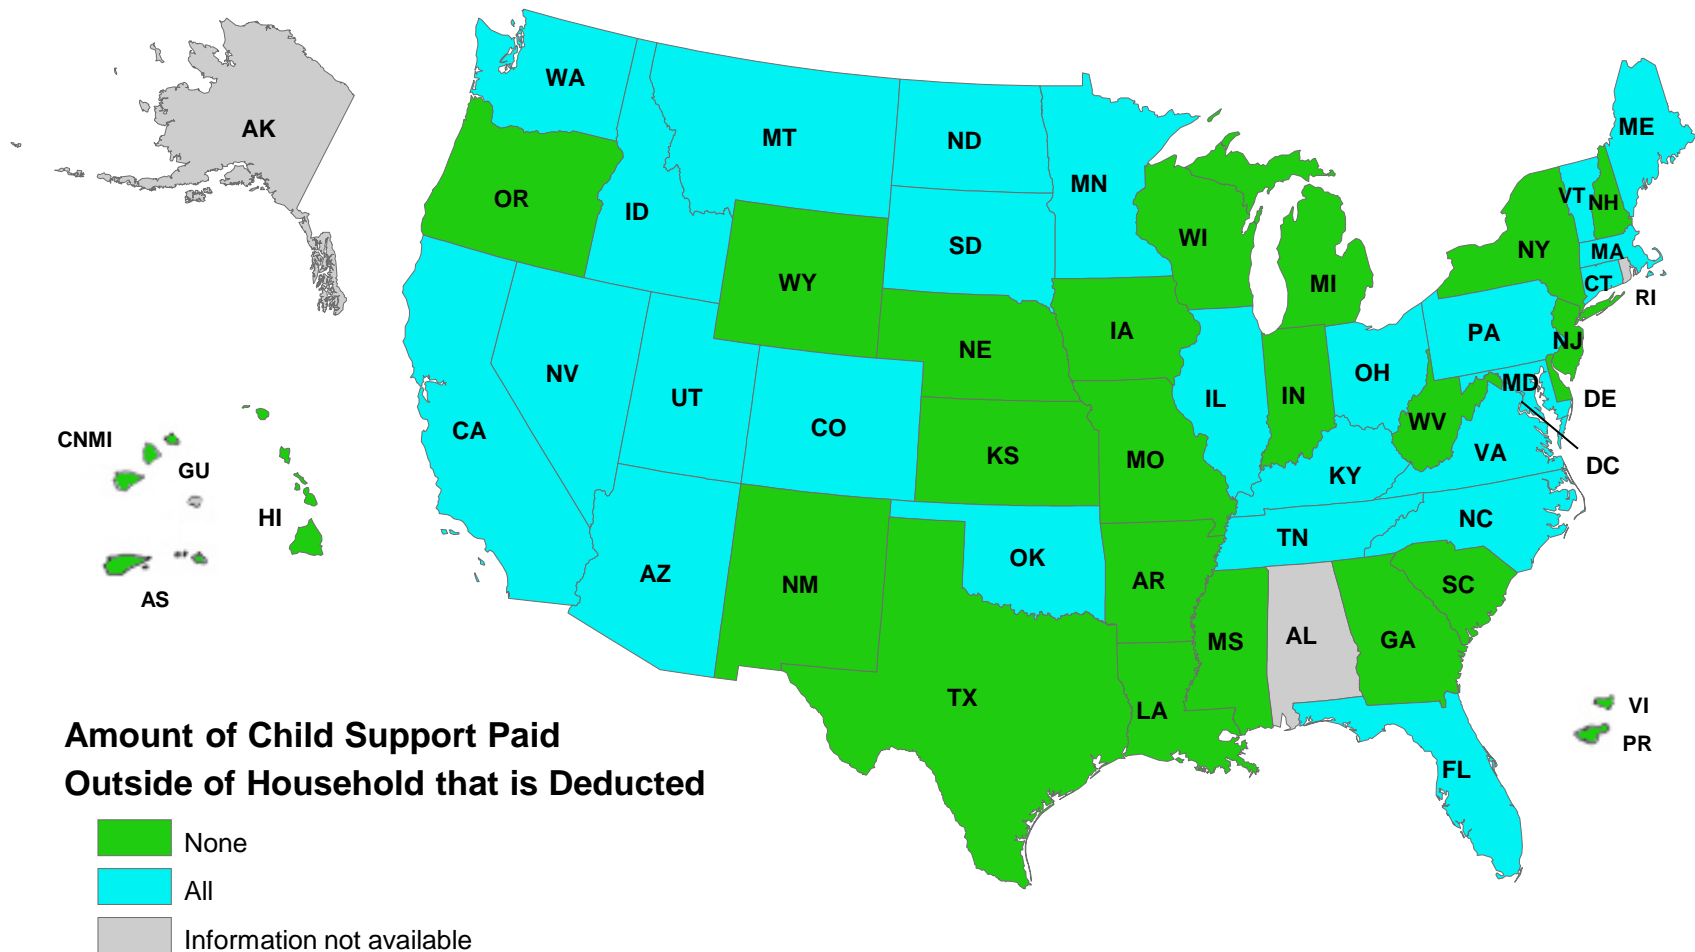 WA
AK
MT
ND
ME
MN
OR
ID
VT
NH
SD
WI
NY
MA
WY
MI
CT
RI
IA
PA
NE
NJ
NV
OH
MD
UT
IL
IN
DE
CA
CO
WV
CNMI
KS
MO
VA
DC
GU
KY
HI
NC
TN
OK
AZ
NM
AR
SC
AS
MS
AL
GA
TX
LA
VI
PR
FL
Amount of Child Support Paid
Outside of Household that is Deducted
None
All
Information not available